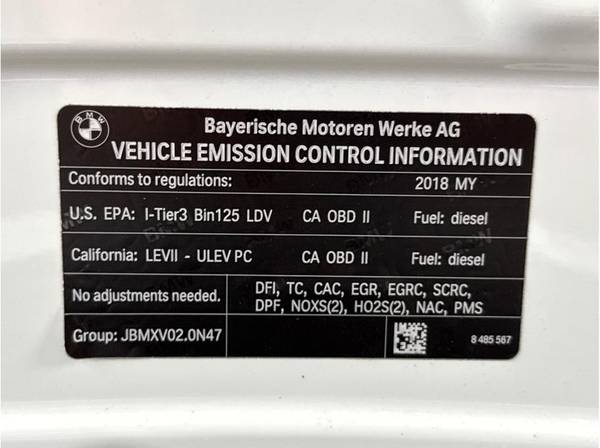 BMW
Bayerische Motoren Werke AG
VEHICLE EMISSION CONTROL INFORMATION
Conforms to regulations: 2018 MY
U.S. EPA: I-Tier3 Bin125 LDV CA OBD II Fuel: diesel
California: LEVII - ULEV PC CA OBD II Fuel: diesel
No adjustments needed. DFI, TC, CAC, EGR, EGRC, SCRC,
DPF, NOXS(2), HO2S(2), NAC, PMS
Group: JBMXV02.0N47 8 485 567